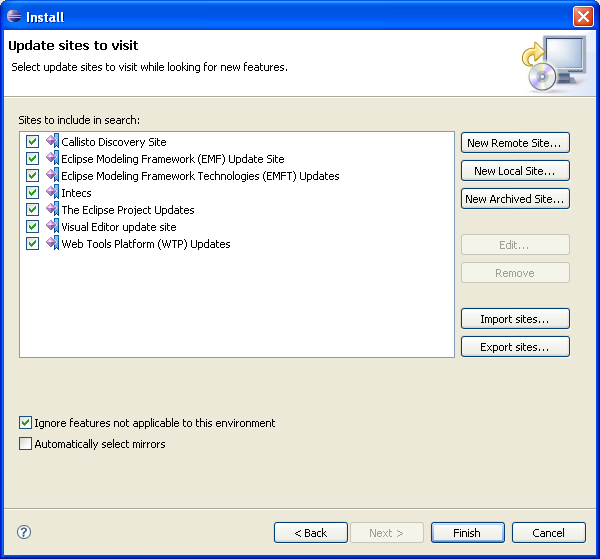 Install
Update sites to visit
Select update sites to visit while looking for new features.
Sites to include in search:
Callisto Discovery Site
Eclipse Modeling Framework (EMF) Update Site
Eclipse Modeling Framework Technologies (EMFT) Updates
Intecs
The Eclipse Project Updates
Visual Editor update site
Web Tools Platform (WTP) Updates
New Remote Site...
New Local Site...
New Archived Site...
Edit...
Remove
Import sites...
Export sites...
Ignore features not applicable to this environment
Automatically select mirrors
? < Back Next > Finish Cancel